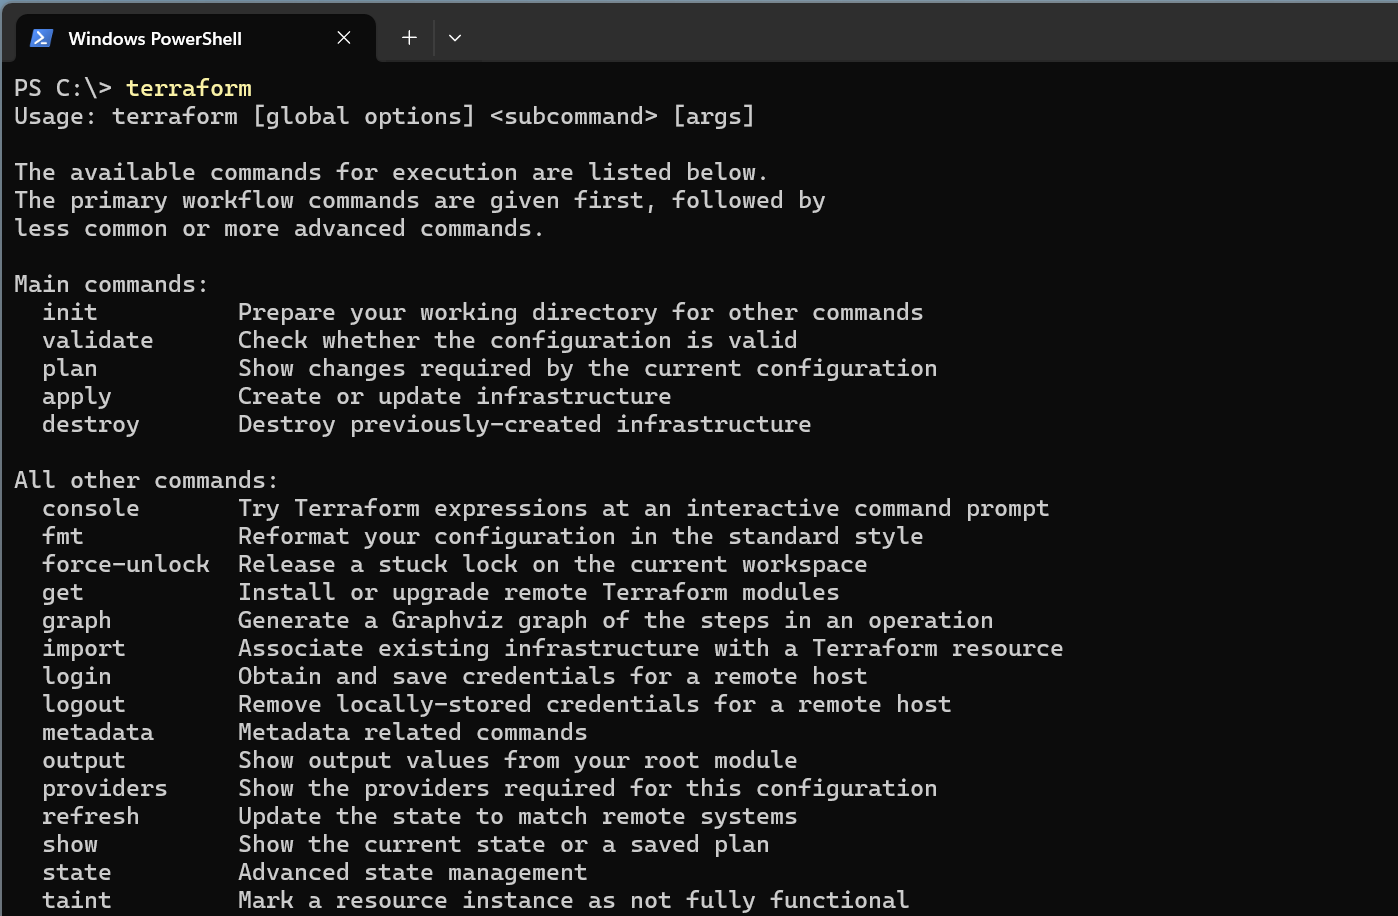 Windows PowerShell
PS C:\> terraform
Usage: terraform [global options] <subcommand> [args]
The available commands for execution are listed below.
The primary workflow commands are given first, followed by
less common or more advanced commands.
Main commands:
  init          Prepare your working directory for other commands
  validate      Check whether the configuration is valid
  plan          Show changes required by the current configuration
  apply         Create or update infrastructure
  destroy       Destroy previously-created infrastructure
All other commands:
  console       Try Terraform expressions at an interactive command prompt
  fmt           Reformat your configuration in the standard style
  force-unlock  Release a stuck lock on the current workspace
  get           Install or upgrade remote Terraform modules
  graph         Generate a Graphviz graph of the steps in an operation
  import        Associate existing infrastructure with a Terraform resource
  login         Obtain and save credentials for a remote host
  logout        Remove locally-stored credentials for a remote host
  metadata      Metadata related commands
  output        Show output values from your root module
  providers     Show the providers required for this configuration
  refresh       Update the state to match remote systems
  show          Show the current state or a saved plan
  state         Advanced state management
  taint         Mark a resource instance as not fully functional